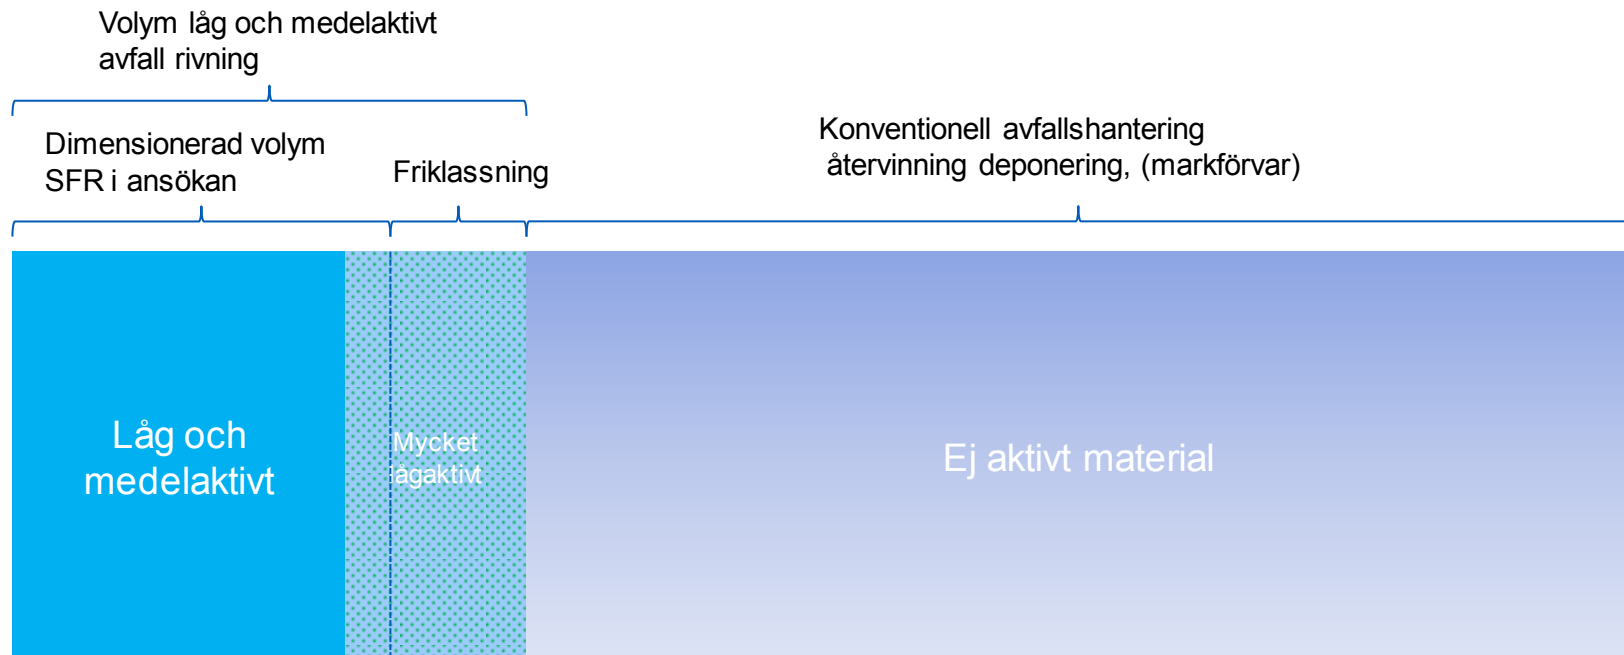 Volym låg och medelaktivt
avfall rivning
Dimensionerad volym
SFR i ansökan
Friklassning
Konventionell avfallshantering
återvinning deponering, (markförvar)
Låg och
medelaktivt
Mycket
lågaktivt
Ej aktivt material